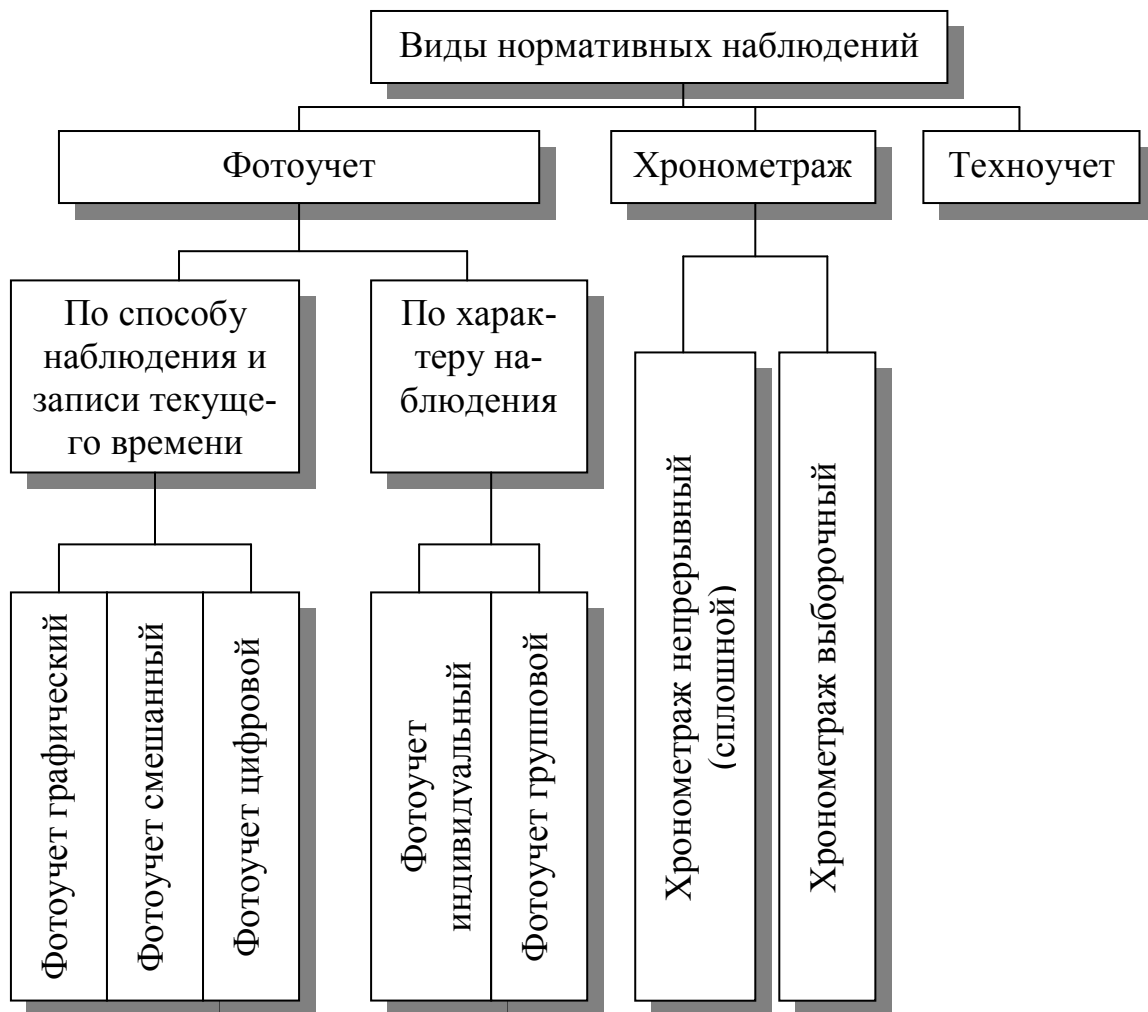 Виды нормативных наблюдений
Фотоучет
Хронометраж
Техноучет
По способу
наблюдения и
записи текуще-
го времени
По харак-
теру на-
блюдения
Фотоучет графический
Фотоучет смешанный
Фотоучет цифровой
Фотоучет
индивидуальный
Фотоучет групповой
Хронометраж непрерывный
(сплошной)
Хронометраж выборочный